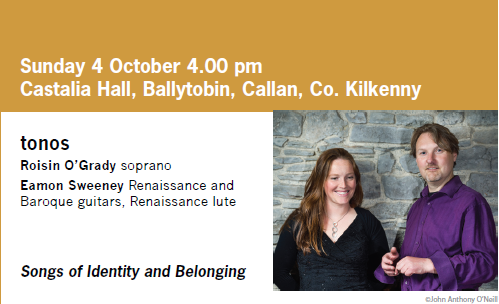 Sunday 4 October 4.00 pm
Castalia Hall, Ballytobin, Callan, Co. Kilkenny
tonos
Roisin O'Grady soprano
Eamon Sweeney Renaissance and
Baroque guitars, Renaissance lute
Songs of Identity and Belonging
©John Anthony O'Neill